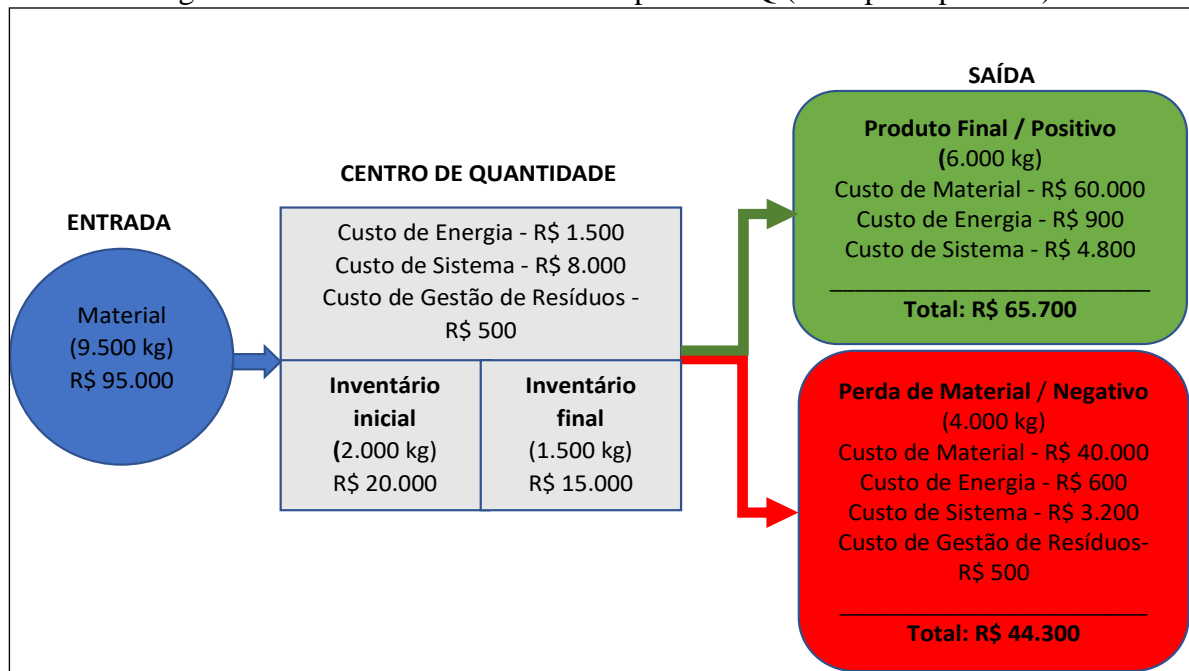 SAÍDA
Produto Final / Positivo
(6.000 kg)
Custo de Material - R$ 60.000
Custo de Energia - R$ 900
Custo de Sistema - R$ 4.800
Total: R$ 65.700
CENTRO DE QUANTIDADE
Custo de Energia - R$ 1.500
Custo de Sistema - R$ 8.000
Custo de Gestão de Resíduos -
R$ 500
ENTRADA
Material
(9.500 kg)
R$ 95.000
Inventário
inicial
(2.000 kg)
R$ 20.000
Inventário
final
(1.500 kg)
R$ 15.000
Perda de Material / Negativo
(4.000 kg)
Custo de Material - R$ 40.000
Custo de Energia - R$ 600
Custo de Sistema - R$ 3.200
Custo de Gestão de Resíduos-
R$ 500
Total: R$ 44.300